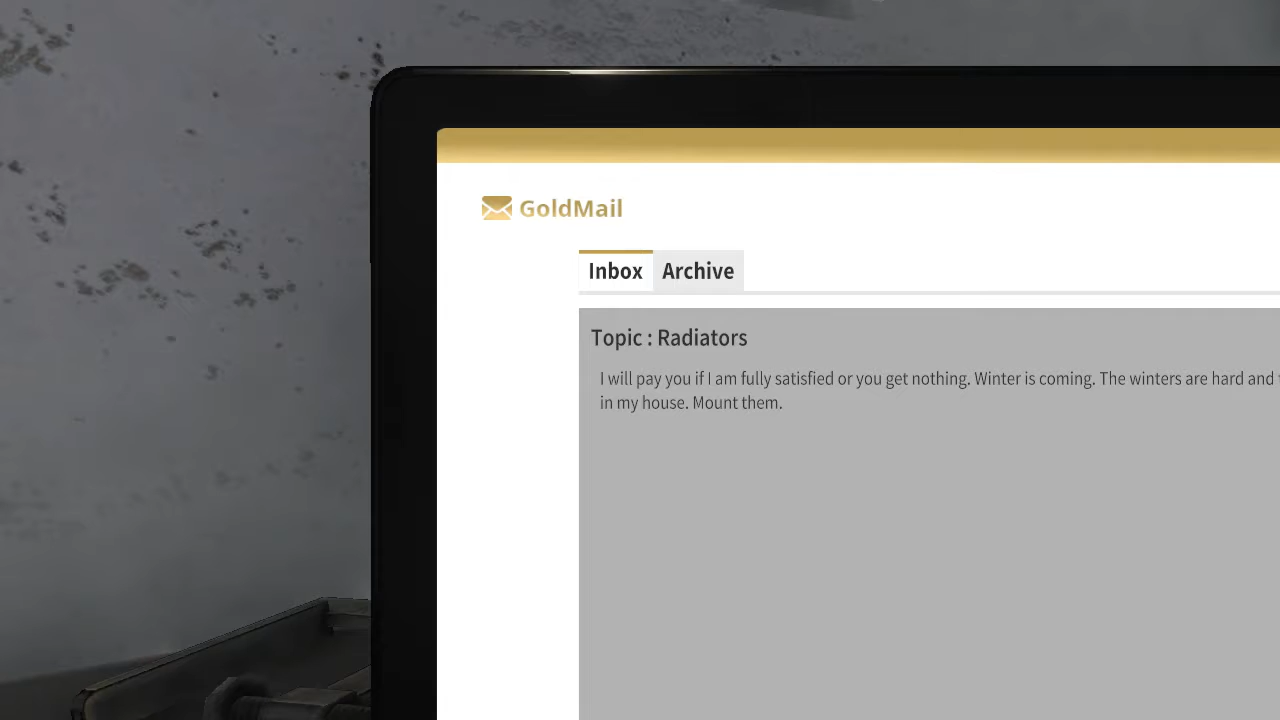 GoldMail
Inbox Archive
Topic : Radiators
I will pay you if I am fully satisfied or you get nothing. Winter is coming. The winters are hard and
in my house. Mount them.